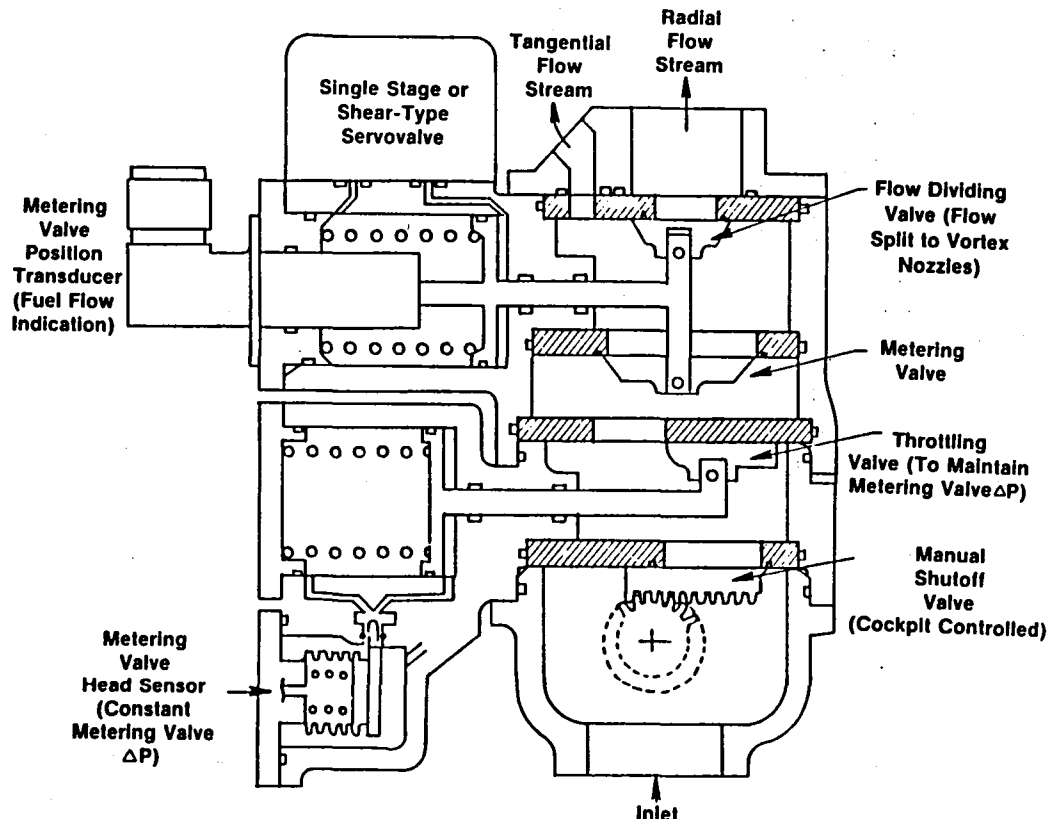 Radial
Flow
Stream
Tangential
Flow
Stream
Single Stage or
Shear-Type
Servovalve
Metering
Valve
Position
Transducer
(Fuel Flow
Indication)
Flow Dividing
Valve (Flow
Split to Vortex
Nozzles)
Metering
Valve
Throttling
Valve (To Maintain
Metering Valve ΔP)
Manual
Shutoff
Valve
(Cockpit Controlled)
Metering
Valve
Head Sensor
(Constant
Metering Valve
ΔP)
Inlet